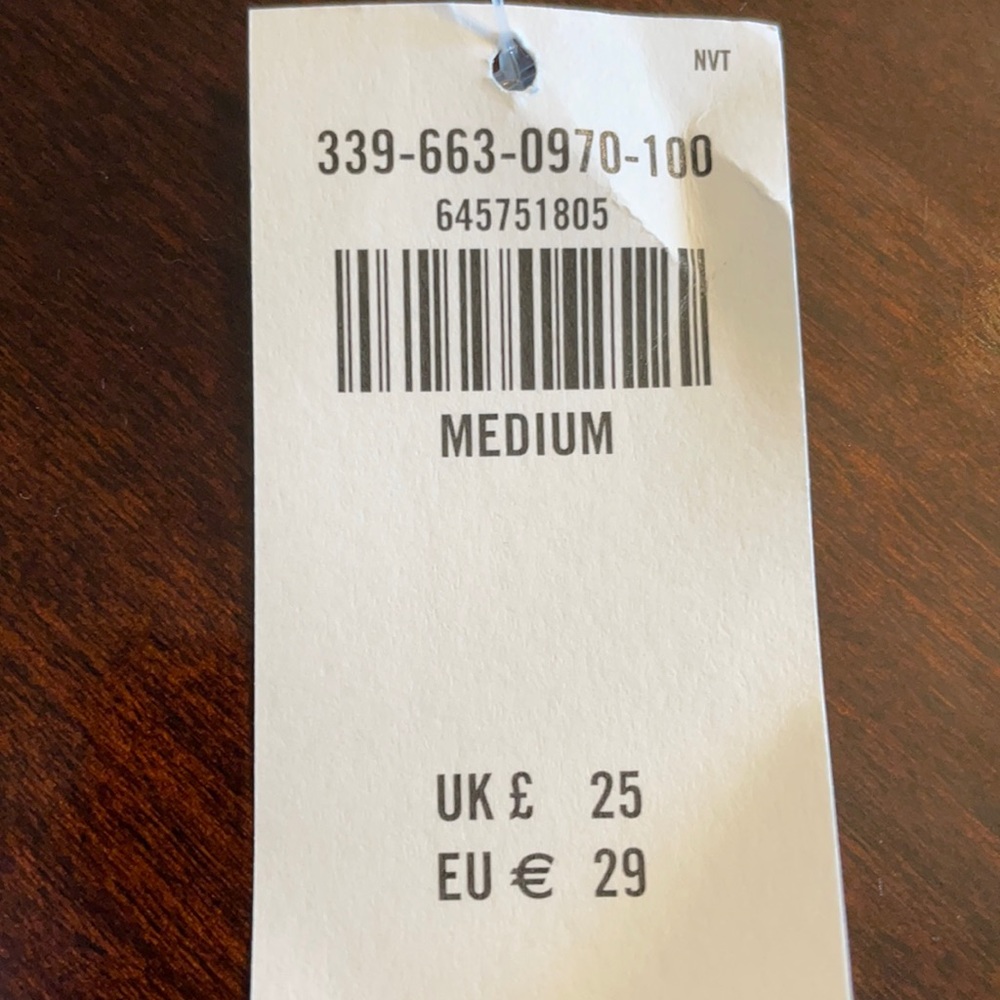 NVT
339-663-0970-100
645751805
MEDIUM
UK £ 25
EU € 29